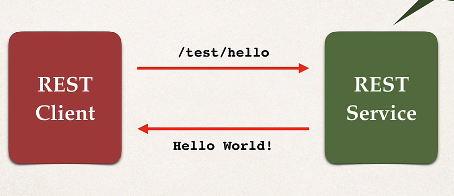 REST
Client
/test/hello
Hello World!
REST
Service